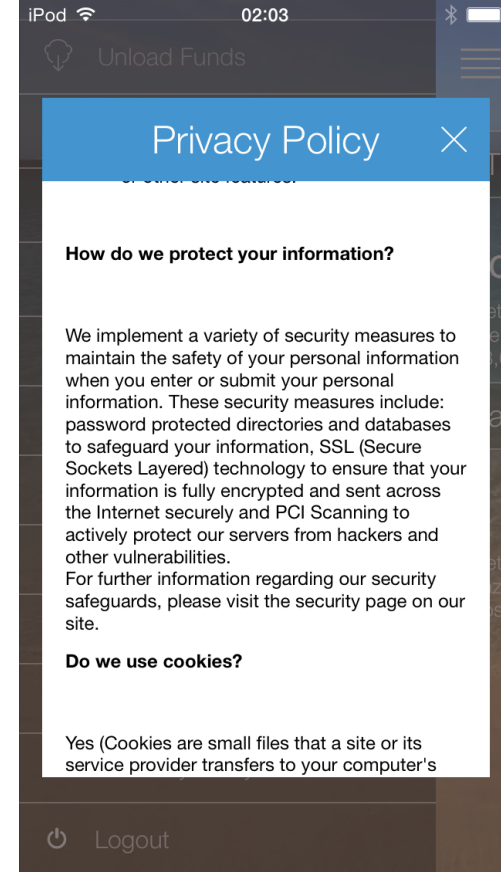 iPod 02:03
Unload Funds
Privacy Policy
or other site features.
How do we protect your information?
We implement a variety of security measures to
maintain the safety of your personal information
when you enter or submit your personal
information. These security measures include:
password protected directories and databases
to safeguard your information, SSL (Secure
Sockets Layered) technology to ensure that your
information is fully encrypted and sent across
the Internet securely and PCI Scanning to
actively protect our servers from hackers and
other vulnerabilities.
For further information regarding our security
safeguards, please visit the security page on our
site.
Do we use cookies?
Yes (Cookies are small files that a site or its
service provider transfers to your computer's
Logout